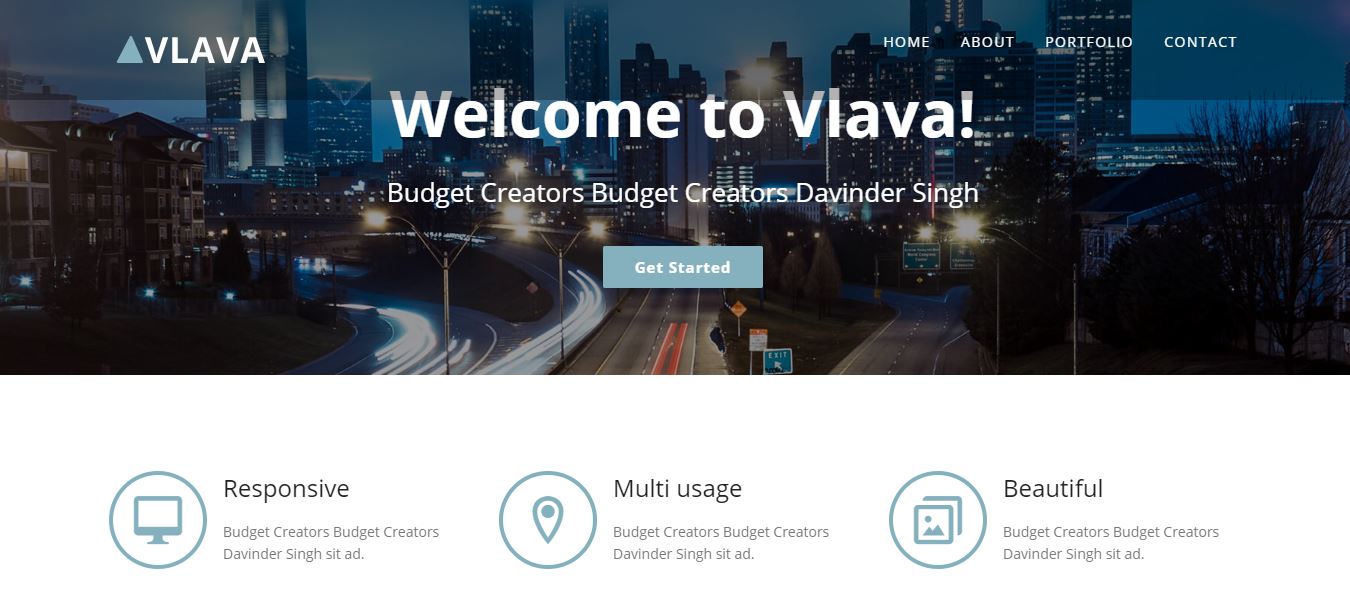 VLAVA
HOME ABOUT PORTFOLIO CONTACT
Welcome to Vlava!
Budget Creators Budget Creators Davinder Singh
Get Started
EXIT
Responsive
Budget Creators Budget Creators
Davinder Singh sit ad.
Multi usage
Budget Creators Budget Creators
Davinder Singh sit ad.
Beautiful
Budget Creators Budget Creators
Davinder Singh sit ad.